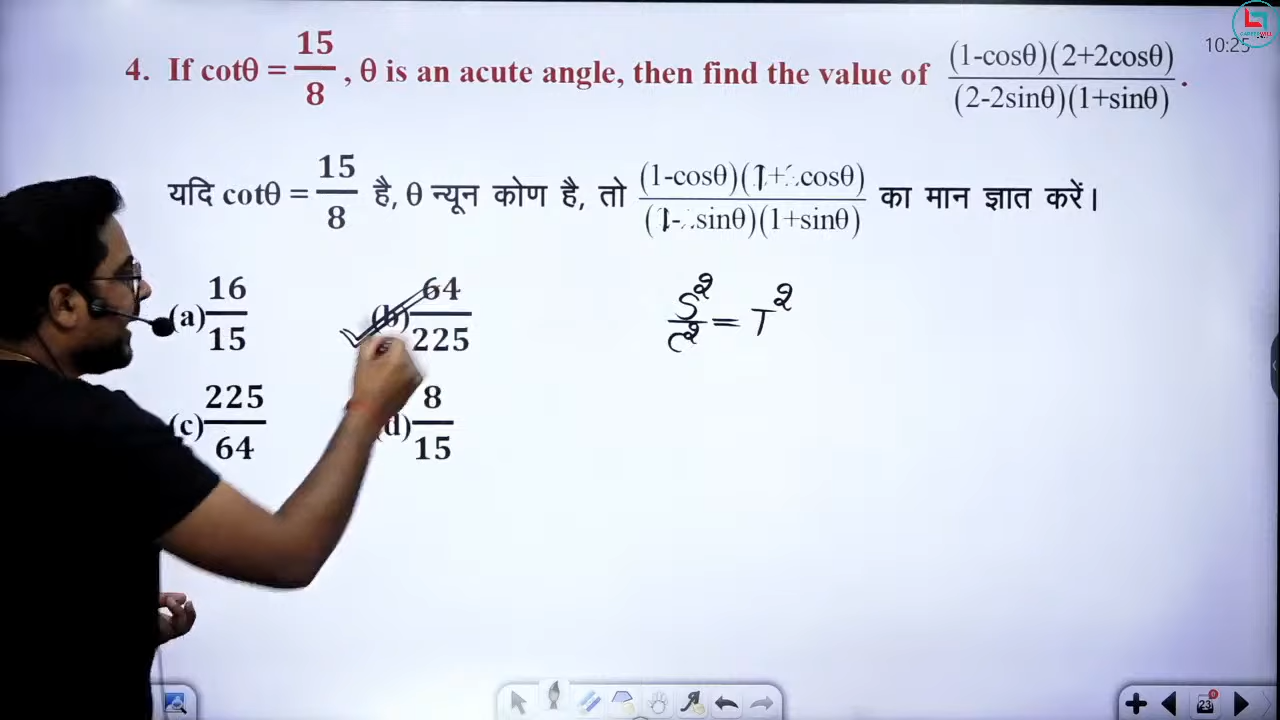 10:25
4. If cotθ = 15/8, θ is an acute angle, then find the value of (1-cosθ)(2+2cosθ)/(2-2sinθ)(1+sinθ).
यदि cotθ = 15/8 है, θ न्यून कोण है, तो (1-cosθ)(1+cosθ)/(1-sinθ)(1+sinθ) का मान ज्ञात करें।
(a) 16/15 (b) 64/225
S²/C² = T²
(c) 225/64 (d) 8/15
23